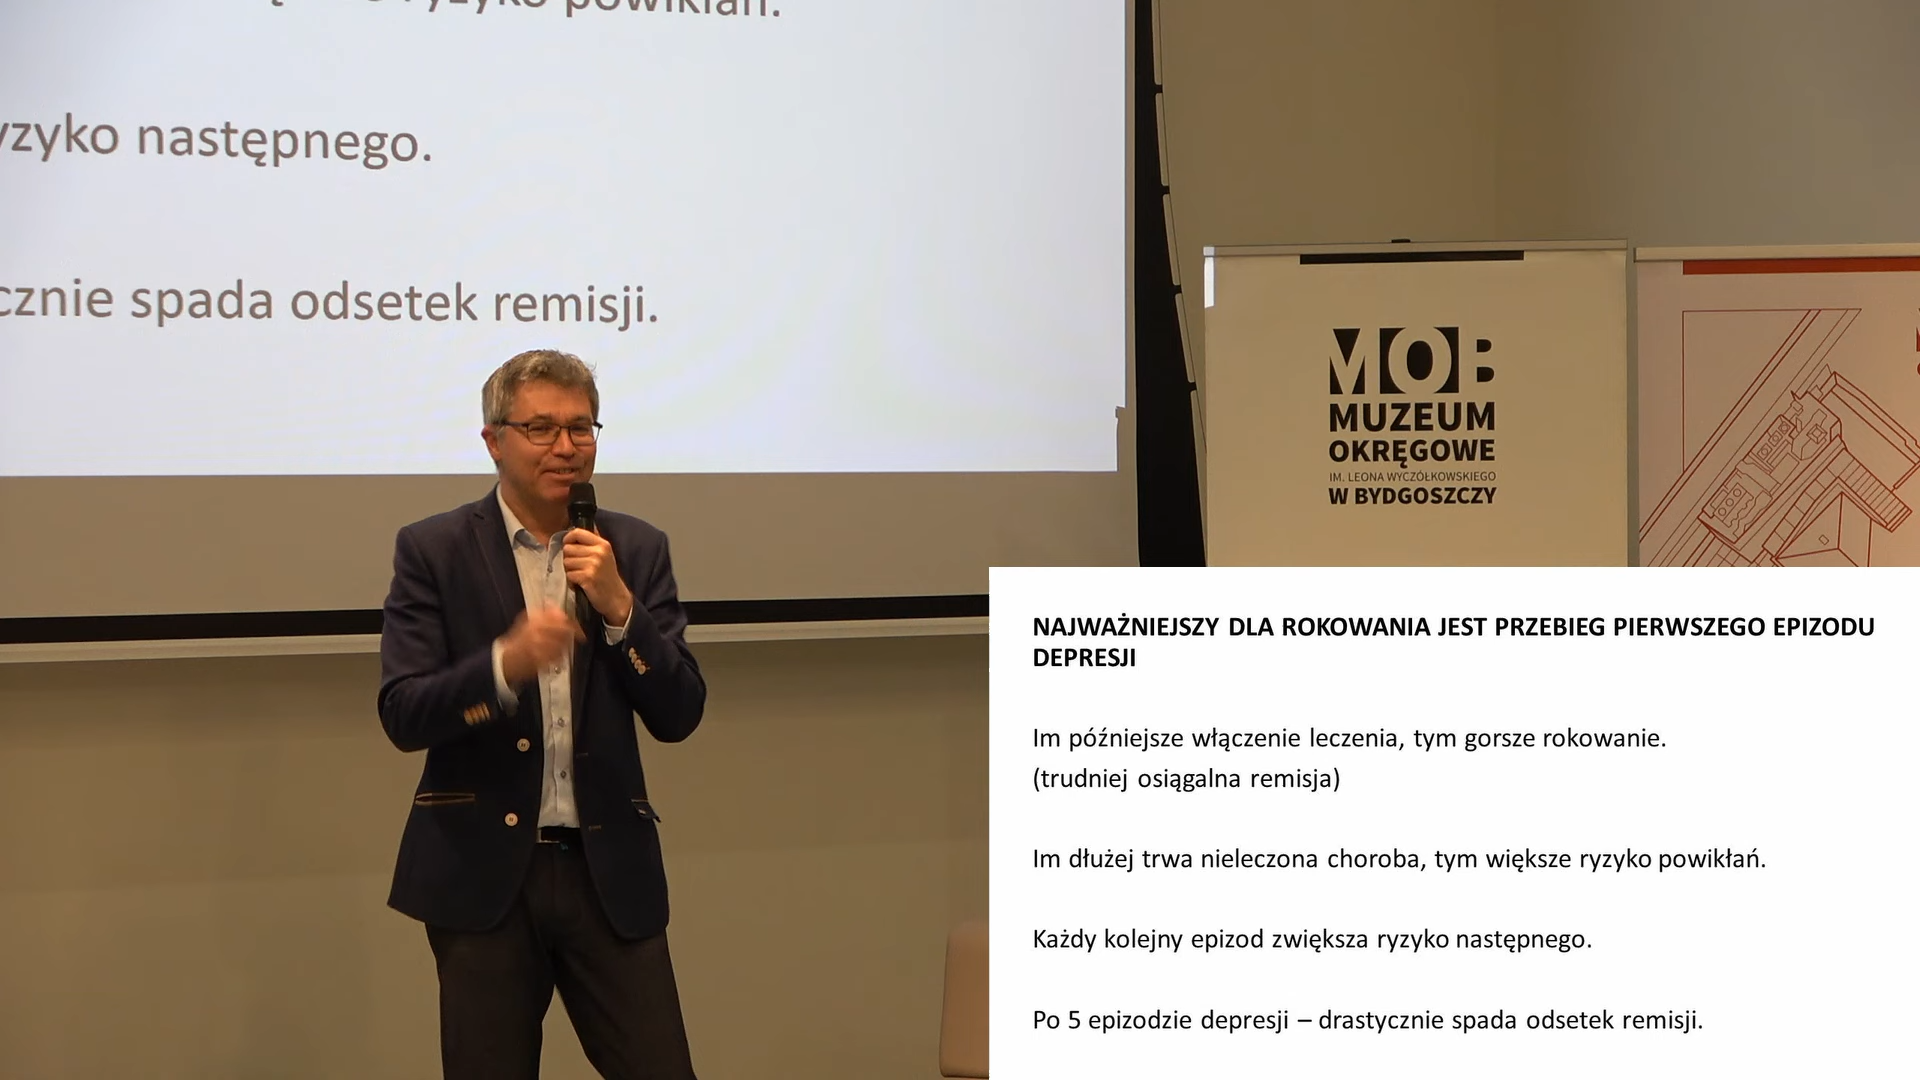 ryzyko powikłań.
następnego.
spada odsetek remisji.
MOB
MUZEUM
OKRĘGOWE
IM. LEONA WYCZÓŁKOWSKIEGO
W BYDGOSZCZY
NAJWAŻNIEJSZY DLA ROKOWANIA JEST PRZEBIEG PIERWSZEGO EPIZODU
DEPRESJI
Im późniejsze włączenie leczenia, tym gorsze rokowanie.
(trudniej osiągalna remisja)
Im dłużej trwa nieleczona choroba, tym większe ryzyko powikłań.
Każdy kolejny epizod zwiększa ryzyko następnego.
Po 5 epizodzie depresji – drastycznie spada odsetek remisji.